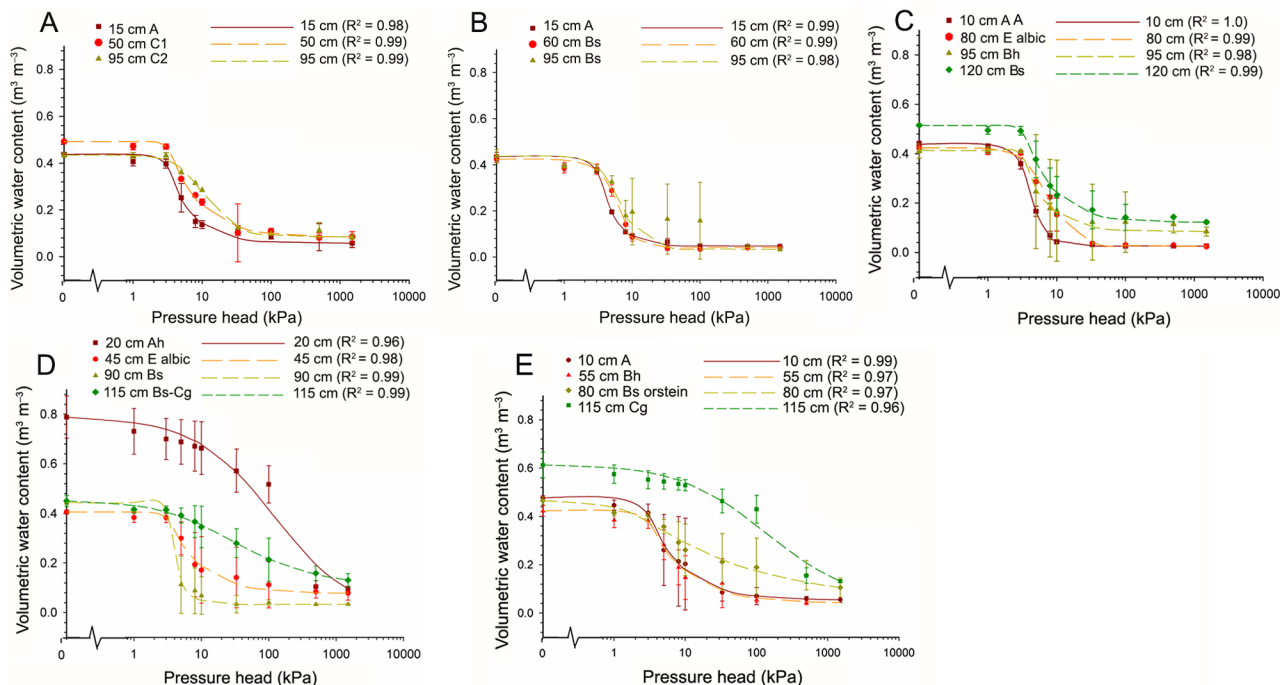 A
15 cm A 15 cm (R² = 0.98)
50 cm C1 50 cm (R² = 0.99)
95 cm C2 95 cm (R² = 0.99)
Volumetric water content (m³ m⁻³)
0.8
0.6
0.4
0.2
0.0
0 1 10 100 1000 10000
Pressure head (kPa)
B
15 cm A 15 cm (R² = 0.99)
60 cm Bs 60 cm (R² = 0.99)
95 cm Bs 95 cm (R² = 0.98)
Volumetric water content (m³ m⁻³)
0.8
0.6
0.4
0.2
0.0
0 1 10 100 1000 10000
Pressure head (kPa)
C
10 cm A A 10 cm (R² = 1.0)
80 cm E albic 80 cm (R² = 0.99)
95 cm Bh 95 cm (R² = 0.98)
120 cm Bs 120 cm (R² = 0.99)
Volumetric water content (m³ m⁻³)
0.8
0.6
0.4
0.2
0.0
0 1 10 100 1000 10000
Pressure head (kPa)
D
20 cm Ah 20 cm (R² = 0.96)
45 cm E albic 45 cm (R² = 0.98)
90 cm Bs 90 cm (R² = 0.99)
115 cm Bs-Cg 115 cm (R² = 0.99)
Volumetric water content (m³ m⁻³)
0.8
0.6
0.4
0.2
0.0
0 1 10 100 1000 10000
Pressure head (kPa)
E
10 cm A 10 cm (R² = 0.99)
55 cm Bh 55 cm (R² = 0.97)
80 cm Bs orstein 80 cm (R² = 0.97)
115 cm Cg 115 cm (R² = 0.96)
Volumetric water content (m³ m⁻³)
0.8
0.6
0.4
0.2
0.0
0 1 10 100 1000 10000
Pressure head (kPa)